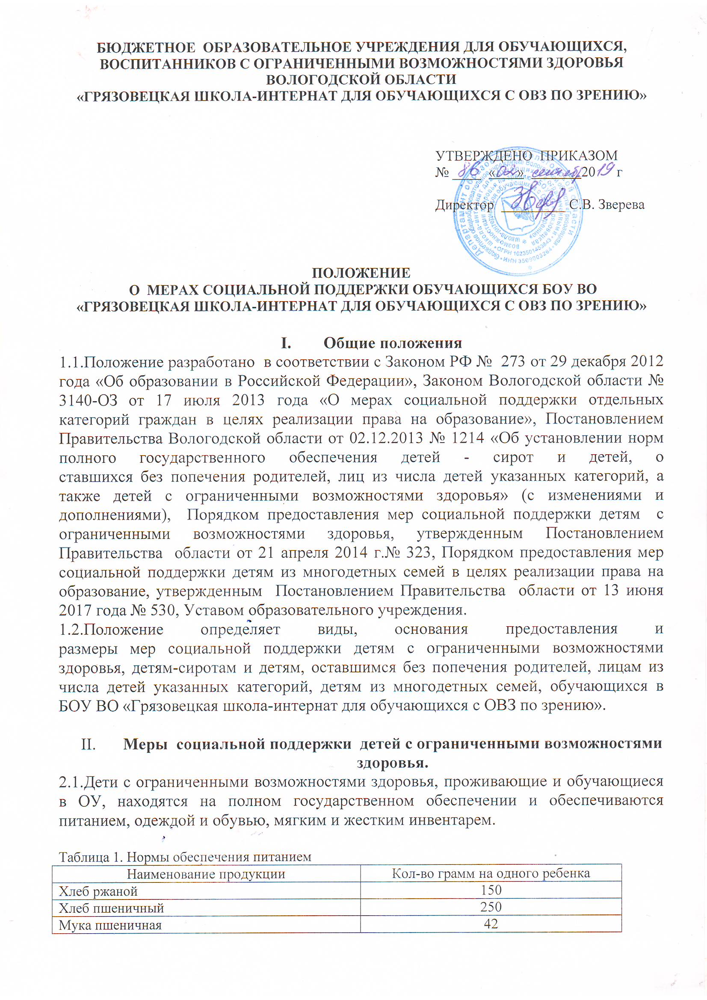 БЮДЖЕТНОЕ ОБРАЗОВАТЕЛЬНОЕ УЧРЕЖДЕНИЯ ДЛЯ ОБУЧАЮЩИХСЯ,
ВОСПИТАННИКОВ С ОГРАНИЧЕННЫМИ ВОЗМОЖНОСТЯМИ ЗДОРОВЬЯ
ВОЛОГОДСКОЙ ОБЛАСТИ
«ГРЯЗОВЕЦКАЯ ШКОЛА-ИНТЕРНАТ ДЛЯ ОБУЧАЮЩИХСЯ С ОВЗ ПО ЗРЕНИЮ»
УТВЕРЖДЕНО ПРИКАЗОМ
№ 86 «02» сентябр 2019 г
Директор С.В. Зверева
Департамент образования Вологодской области
ОГРН 1023501453843
ИНН 3509003264
ПОЛОЖЕНИЕ
О МЕРАХ СОЦИАЛЬНОЙ ПОДДЕРЖКИ ОБУЧАЮЩИХСЯ БОУ ВО
«ГРЯЗОВЕЦКАЯ ШКОЛА-ИНТЕРНАТ ДЛЯ ОБУЧАЮЩИХСЯ С ОВЗ ПО ЗРЕНИЮ»
I. Общие положения
1.1.Положение разработано в соответствии с Законом РФ № 273 от 29 декабря 2012
года «Об образовании в Российской Федерации», Законом Вологодской области №
3140-ОЗ от 17 июля 2013 года «О мерах социальной поддержки отдельных
категорий граждан в целях реализации права на образование», Постановлением
Правительства Вологодской области от 02.12.2013 № 1214 «Об установлении норм
полного государственного обеспечения детей - сирот и детей, о
ставшихся без попечения родителей, лиц из числа детей указанных категорий, а
также детей с ограниченными возможностями здоровья» (с изменениями и
дополнениями), Порядком предоставления мер социальной поддержки детям с
ограниченными возможностями здоровья, утвержденным Постановлением
Правительства области от 21 апреля 2014 г.№ 323, Порядком предоставления мер
социальной поддержки детям из многодетных семей в целях реализации права на
образование, утвержденным Постановлением Правительства области от 13 июня
2017 года № 530, Уставом образовательного учреждения.
1.2.Положение определяет виды, основания предоставления и
размеры мер социальной поддержки детям с ограниченными возможностями
здоровья, детям-сиротам и детям, оставшимся без попечения родителей, лицам из
числа детей указанных категорий, детям из многодетных семей, обучающихся в
БОУ ВО «Грязовецкая школа-интернат для обучающихся с ОВЗ по зрению».
II. Меры социальной поддержки детей с ограниченными возможностями
здоровья.
2.1.Дети с ограниченными возможностями здоровья, проживающие и обучающиеся
в ОУ, находятся на полном государственном обеспечении и обеспечиваются
питанием, одеждой и обувью, мягким и жестким инвентарем.
Таблица 1. Нормы обеспечения питанием
Наименование продукции Кол-во грамм на одного ребенка
Хлеб ржаной 150
Хлеб пшеничный 250
Мука пшеничная 42